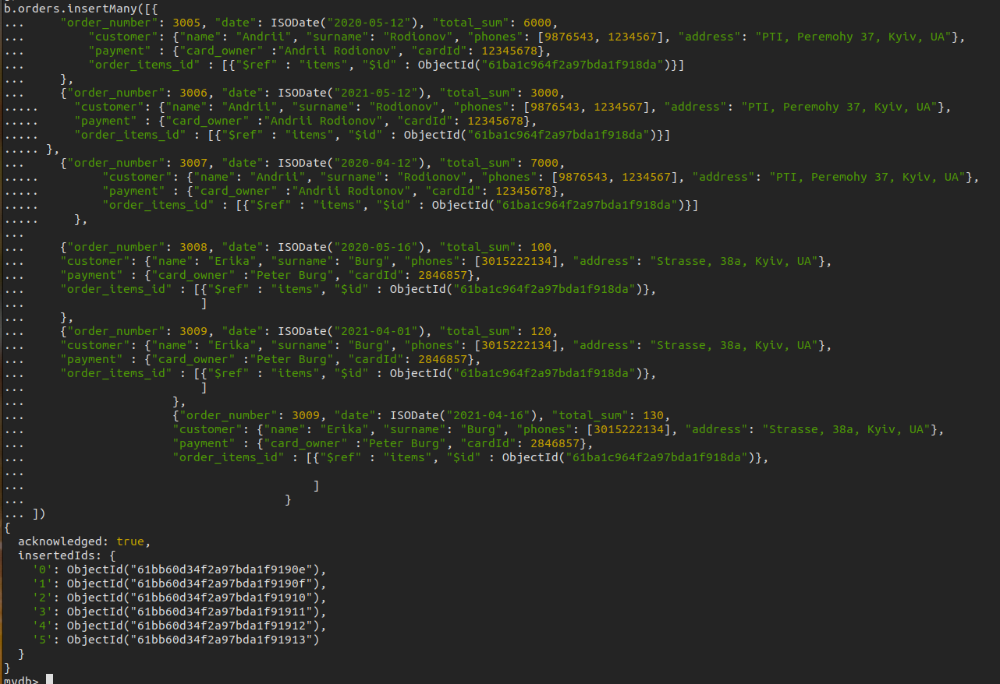 b.orders.insertMany([{
...     "order_number": 3005, "date": ISODate("2020-05-12"), "total_sum": 6000,
...         "customer": {"name": "Andrii", "surname": "Rodionov", "phones": [9876543, 1234567], "address": "PTI, Peremohy 37, Kyiv, UA"},
...         "payment" : {"card_owner" :"Andrii Rodionov", "cardId": 12345678},
...         "order_items_id" : [{"$ref" : "items", "$id" : ObjectId("61ba1c964f2a97bda1f918da")}]
...     },
...     {"order_number": 3006, "date": ISODate("2021-05-12"), "total_sum": 3000,
.....     "customer": {"name": "Andrii", "surname": "Rodionov", "phones": [9876543, 1234567], "address": "PTI, Peremohy 37, Kyiv, UA"},
.....     "payment" : {"card_owner" :"Andrii Rodionov", "cardId": 12345678},
.....     "order_items_id" : [{"$ref" : "items", "$id" : ObjectId("61ba1c964f2a97bda1f918da")}]
..... },
...     {"order_number": 3007, "date": ISODate("2020-04-12"), "total_sum": 7000,
.....         "customer": {"name": "Andrii", "surname": "Rodionov", "phones": [9876543, 1234567], "address": "PTI, Peremohy 37, Kyiv, UA"},
.....         "payment" : {"card_owner" :"Andrii Rodionov", "cardId": 12345678},
.....         "order_items_id" : [{"$ref" : "items", "$id" : ObjectId("61ba1c964f2a97bda1f918da")}]
.....     },
...
...     {"order_number": 3008, "date": ISODate("2020-05-16"), "total_sum": 100,
...     "customer": {"name": "Erika", "surname": "Burg", "phones": [3015222134], "address": "Strasse, 38a, Kyiv, UA"},
...     "payment" : {"card_owner" :"Peter Burg", "cardId": 2846857},
...     "order_items_id" : [{"$ref" : "items", "$id" : ObjectId("61ba1c964f2a97bda1f918da")},
...                         ]
...     },
...     {"order_number": 3009, "date": ISODate("2021-04-01"), "total_sum": 120,
...     "customer": {"name": "Erika", "surname": "Burg", "phones": [3015222134], "address": "Strasse, 38a, Kyiv, UA"},
...     "payment" : {"card_owner" :"Peter Burg", "cardId": 2846857},
...     "order_items_id" : [{"$ref" : "items", "$id" : ObjectId("61ba1c964f2a97bda1f918da")},
...                         ]
...                     },
...                     {"order_number": 3009, "date": ISODate("2021-04-16"), "total_sum": 130,
...                     "customer": {"name": "Erika", "surname": "Burg", "phones": [3015222134], "address": "Strasse, 38a, Kyiv, UA"},
...                     "payment" : {"card_owner" :"Peter Burg", "cardId": 2846857},
...                     "order_items_id" : [{"$ref" : "items", "$id" : ObjectId("61ba1c964f2a97bda1f918da")},
...
...                                         ]
...                                     }
... ])
{
  acknowledged: true,
  insertedIds: {
    '0': ObjectId("61bb60d34f2a97bda1f9190e"),
    '1': ObjectId("61bb60d34f2a97bda1f9190f"),
    '2': ObjectId("61bb60d34f2a97bda1f91910"),
    '3': ObjectId("61bb60d34f2a97bda1f91911"),
    '4': ObjectId("61bb60d34f2a97bda1f91912"),
    '5': ObjectId("61bb60d34f2a97bda1f91913")
  }
}
mydb>